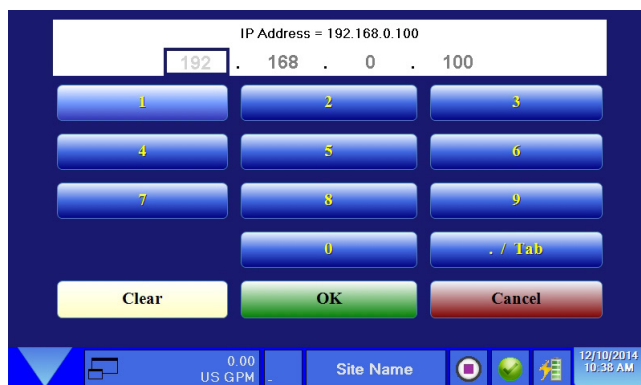 IP Address = 192.168.0.100
192 . 168 . 0 . 100
1 2 3
4 5 6
7 8 9
0 . / Tab
Clear OK Cancel
0.00
US GPM - Site Name
12/10/2014
10:38 AM